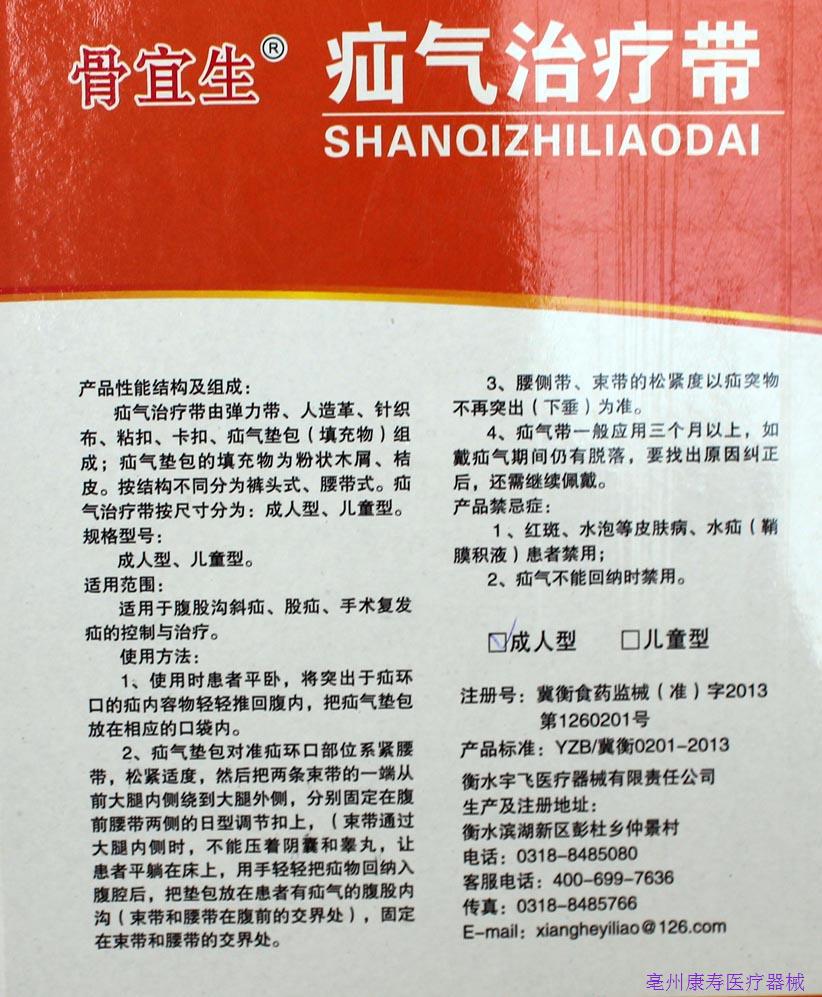 骨宜生®
疝气治疗带
SHANQIZHILIAODAI
产品性能结构及组成：
疝气治疗带由弹力带、人造革、针织
布、粘扣、卡扣、疝气垫包（填充物）组
成；疝气垫包的填充物为粉状木屑、桔
皮。按结构不同分为裤头式、腰带式。疝
气治疗带按尺寸分为：成人型、儿童型。
规格型号：
成人型、儿童型。
适用范围：
适用于腹股沟斜疝、股疝、手术复发
疝的控制与治疗。
使用方法：
1、使用时患者平卧，将突出于疝环
口的疝内容物轻轻推回腹内，把疝气垫包
放在相应的口袋内。
2、疝气垫包对准疝环口部位系紧腰
带，松紧适度，然后把两条束带的一端从
前大腿内侧绕到大腿外侧，分别固定在腹
前腰带两侧的日型调节扣上，（束带通过
大腿内侧时，不能压着阴囊和睾丸，让
患者平躺在床上，用手轻轻把疝物回纳入
腹腔后，把垫包放在患者有疝气的腹股内
沟（束带和腰带在腹前的交界处），固定
在束带和腰带的交界处。
3、腰侧带、束带的松紧度以疝突物
不再突出（下垂）为准。
4、疝气带一般应用三个月以上，如
戴疝气期间仍有脱落，要找出原因纠正
后，还需继续佩戴。
产品禁忌症：
1、红斑、水泡等皮肤病、水疝（鞘
膜积液）患者禁用；
2、疝气不能回纳时禁用。
☑成人型 □儿童型
注册号：冀衡食药监械（准）字2013
第1260201号
产品标准：YZB/冀衡0201-2013
衡水宇飞医疗器械有限责任公司
生产及注册地址：
衡水滨湖新区彭杜乡仲景村
电话：0318-8485080
客服电话：400-699-7636
传真：0318-8485766
E-mail：xiangheyiliao@126.com
亳州康寿医疗器械